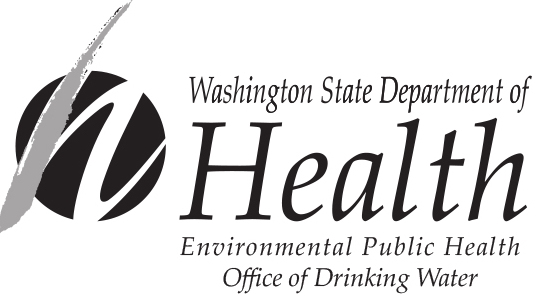 Washington State Department of
Health
Environmental Public Health
Office of Drinking Water